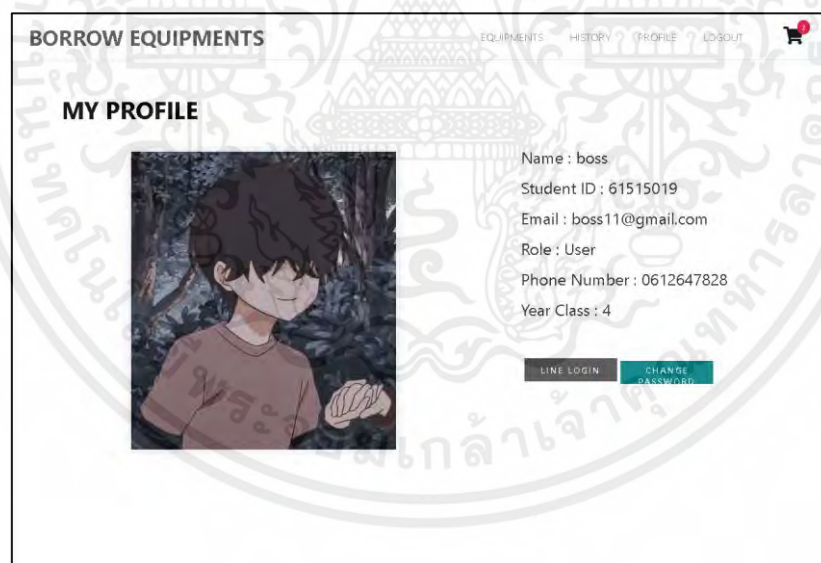 BORROW EQUIPMENTS
EQUIPMENTS HISTORY PROFILE LOGOUT
MY PROFILE
Name : boss
Student ID : 61515019
Email : boss11@gmail.com
Role : User
Phone Number : 0612647828
Year Class : 4
LINE LOGIN
CHANGE
PASSWORD